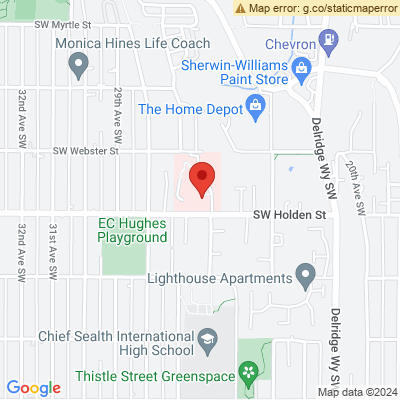 Map error: g.co/staticmaperror
SW Myrtle St
Monica Hines Life Coach
Chevron
Sherwin-Williams
Paint Store
The Home Depot
32nd Ave SW
29th Ave SW
Delridge Wy SW
SW Webster St
20th Ave SW
SW Holden St
EC Hughes
Playground
32nd Ave SW
31st Ave SW
Lighthouse Apartments
Delridge Wy SW
Chief Sealth International
High School
Thistle Street Greenspace
Google
Map data ©2024